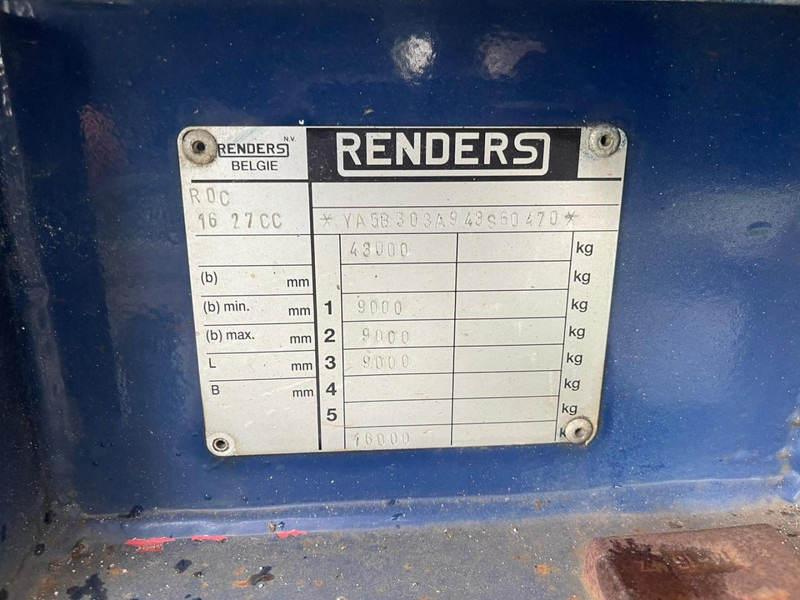 RENDERS N.V.
BELGIE
RENDERS
ROC
16 27CC
* YA5B303A943S60470 *
43000 kg
(b) mm kg
(b) min. mm 1 9000 kg
(b) max. mm 2 9000 kg
L mm 3 9000 kg
B mm 4 kg
5 kg
16000